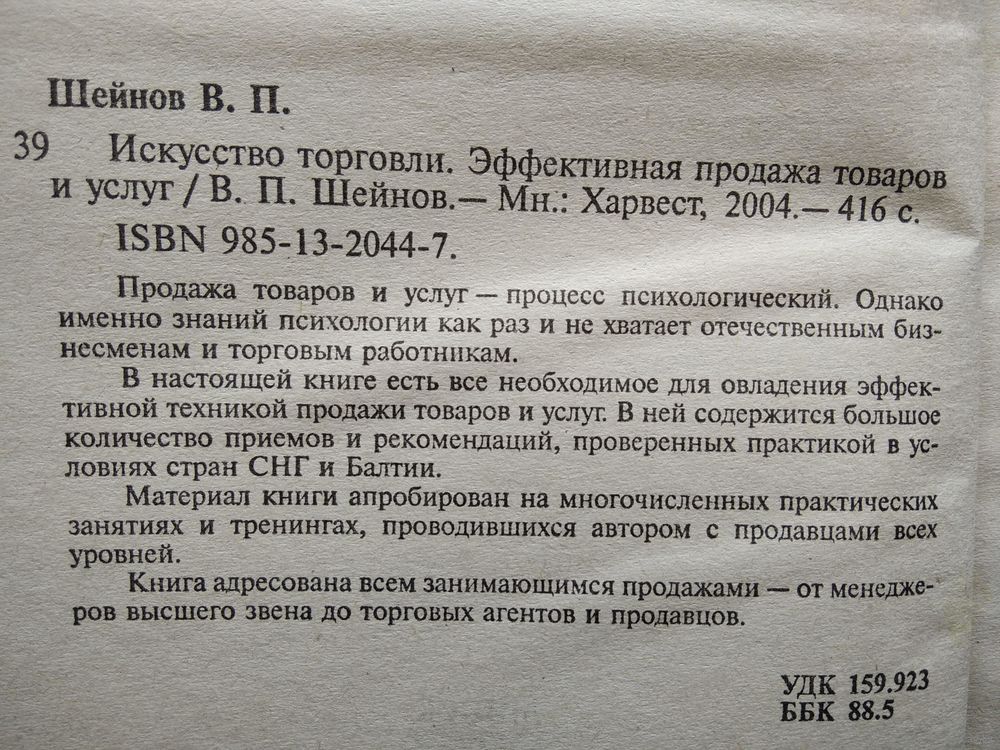 Шейнов В. П.
39 Искусство торговли. Эффективная продажа товаров
и услуг / В. П. Шейнов.— Мн.: Харвест, 2004.— 416 с.
ISBN 985-13-2044-7.
Продажа товаров и услуг — процесс психологический. Однако
именно знаний психологии как раз и не хватает отечественным биз-
несменам и торговым работникам.
В настоящей книге есть все необходимое для овладения эффек-
тивной техникой продажи товаров и услуг. В ней содержится большое
количество приемов и рекомендаций, проверенных практикой в ус-
ловиях стран СНГ и Балтии.
Материал книги апробирован на многочисленных практических
занятиях и тренингах, проводившихся автором с продавцами всех
уровней.
Книга адресована всем занимающимся продажами — от менедже-
ров высшего звена до торговых агентов и продавцов.
УДК 159.923
ББК 88.5